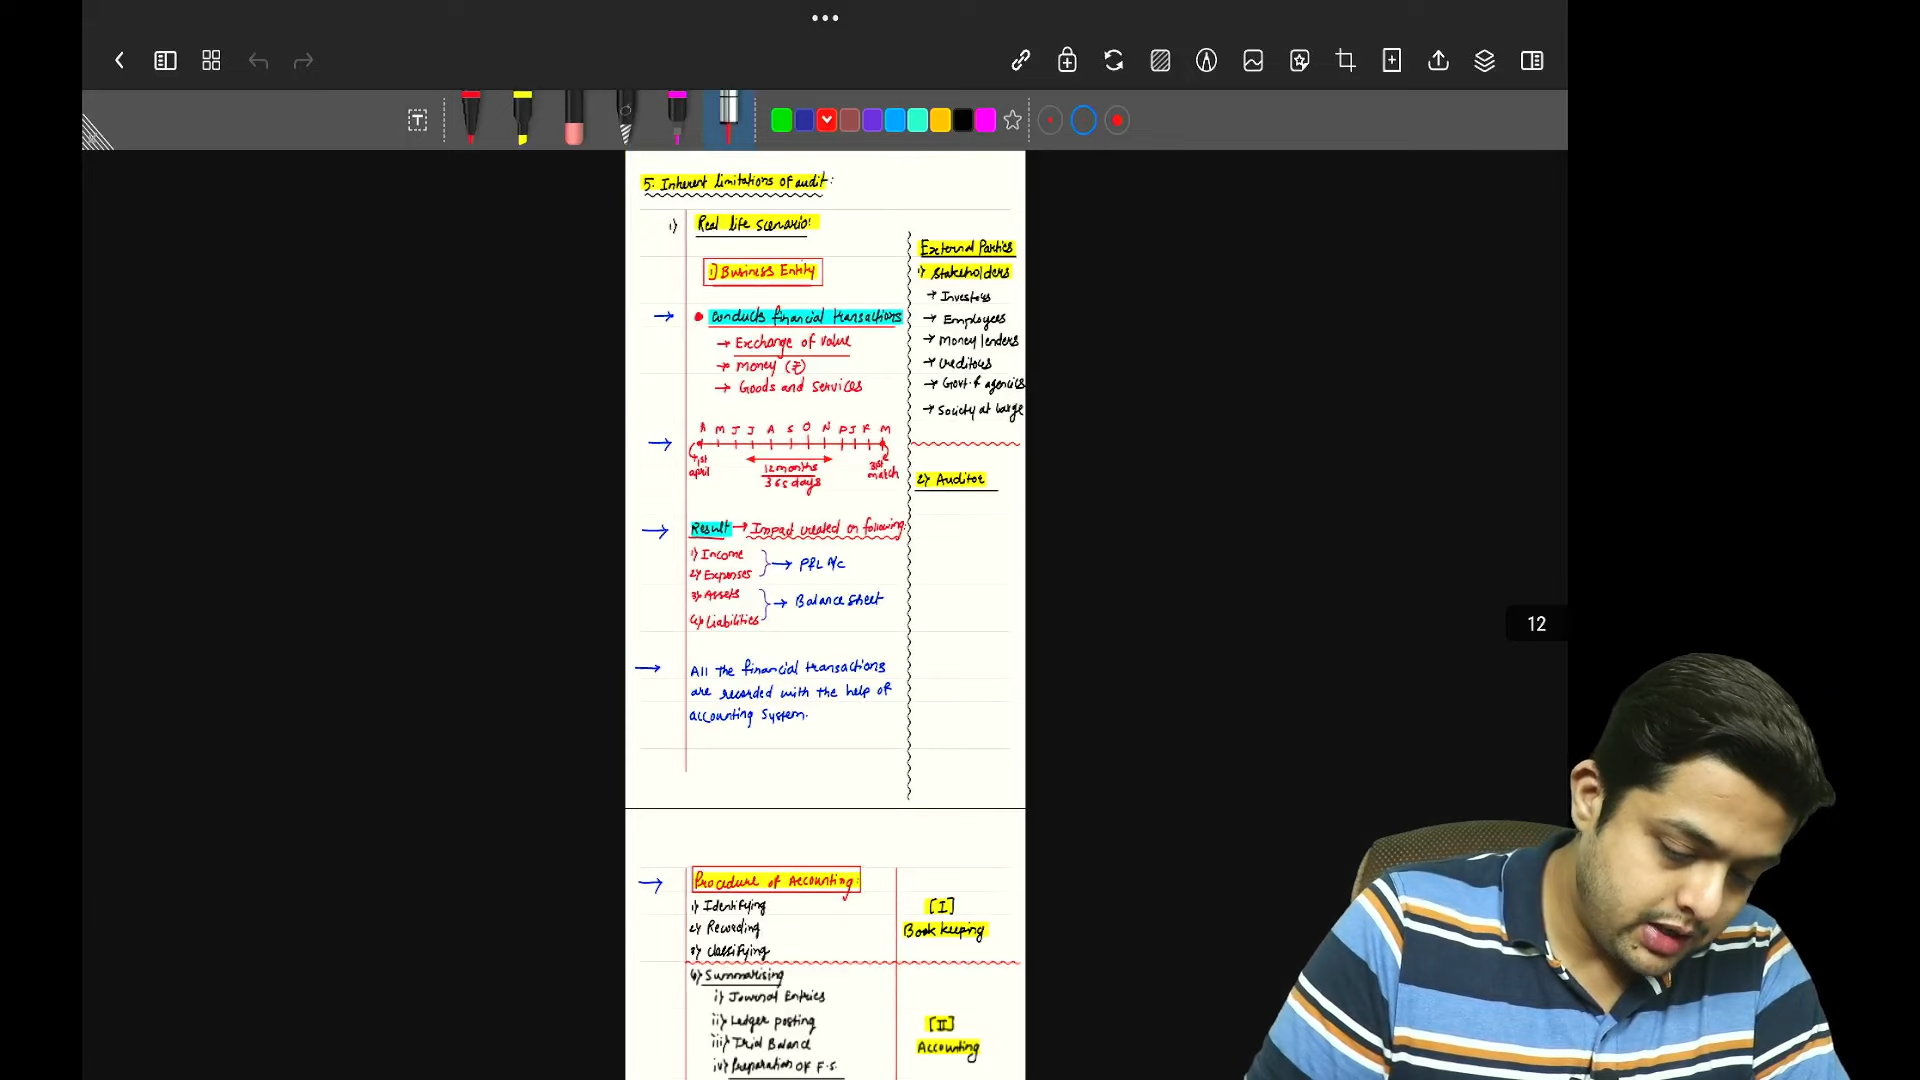 5. Inherent limitations of audit:
1) Real life scenario:
1) Business Entity
→ • conducts financial transactions
→ Exchange of value
→ Money (₹)
→ Goods and services
→ A M J J A S O N D J F M
1st april
12 months
365 days
31st march
→ Result → Impact created on following:
1) Income
2) Expenses
→ P&L A/c
3) Assets
4) Liabilities
→ Balance sheet
→ All the financial transactions
are recorded with the help of
accounting system.
External Parties
1) Stakeholders
→ Investors
→ Employees
→ Money lenders
→ Creditors
→ Govt. & agencies
→ Society at large
2) Auditor
12
→ Procedure of Accounting:
1) Identifying
2) Recording
3) Classifying
[I]
Book keeping
4) Summarising
i) Journal Entries
ii) Ledger posting
iii) Trial Balance
iv) Preparation of F.S.
[II]
Accounting